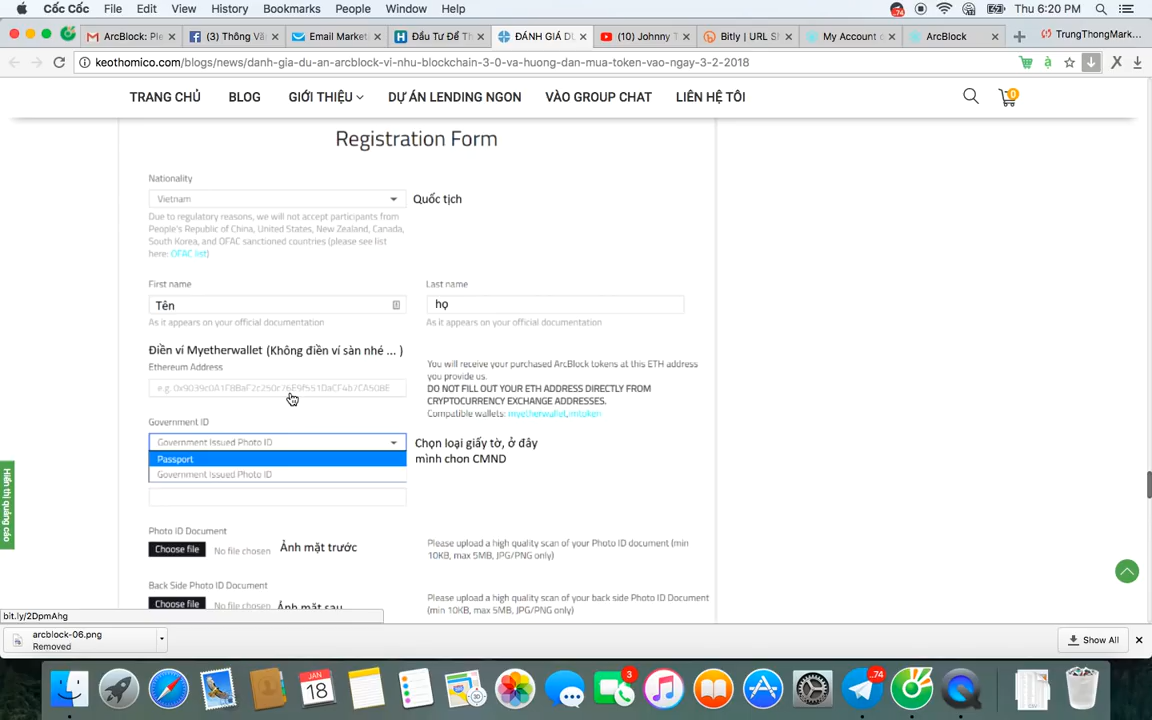 Cốc Cốc File Edit View History Bookmarks People Window Help Thu 6:20 PM
ArcBlock: Ple (3) Thông Vă Email Market Đầu Tư Để Th ĐÁNH GIÁ DỰ (10) Johnny T Bitly | URL Sh My Account ArcBlock TrungThongMark...
keothomico.com/blogs/news/danh-gia-du-an-arcblock-vi-nhu-blockchain-3-0-va-huong-dan-mua-token-vao-ngay-3-2-2018
TRANG CHỦ BLOG GIỚI THIỆU DỰ ÁN LENDING NGON VÀO GROUP CHAT LIÊN HỆ TÔI 0
Registration Form
Nationality
Vietnam Quốc tịch
Due to regulatory reasons, we will not accept participants from
People's Republic of China, United States, New Zealand, Canada,
South Korea, and OFAC sanctioned countries (please see list
here: OFAC list)
First name Last name
Tên họ
As it appears on your official documentation As it appears on your official documentation
Điền ví Myetherwallet (Không điền ví sàn nhé ... )
Ethereum Address
You will receive your purchased ArcBlock tokens at this ETH address
you provide us.
DO NOT FILL OUT YOUR ETH ADDRESS DIRECTLY FROM
CRYPTOCURRENCY EXCHANGE ADDRESSES.
Compatible wallets: myetherwallet,imtoken
Government ID
Government Issued Photo ID Chọn loại giấy tờ, ở đây
Passport mình chon CMND
Government Issued Photo ID
Photo ID Document
Choose file No file chosen Ảnh mặt trước
Please upload a high quality scan of your Photo ID document (min
10KB, max 5MB, JPG/PNG only)
Back Side Photo ID Document
Choose file No file chosen Ảnh mặt sau
Please upload a high quality scan of your back side Photo ID Document
(min 10KB, max 5MB, JPG/PNG only)
Hiển thị quảng cáo
bit.ly/2DpmAhg
arcblock-06.png
Removed
Show All
JAN
18
3
74